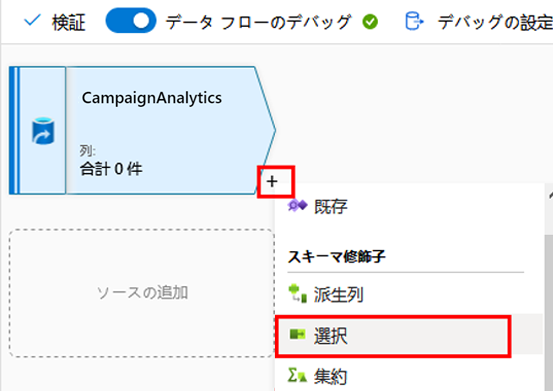 検証 データ フローのデバッグ デバッグの設定
CampaignAnalytics
列:
合計 0 件
+
既存
スキーマ修飾子
ソースの追加
派生列
選択
集約